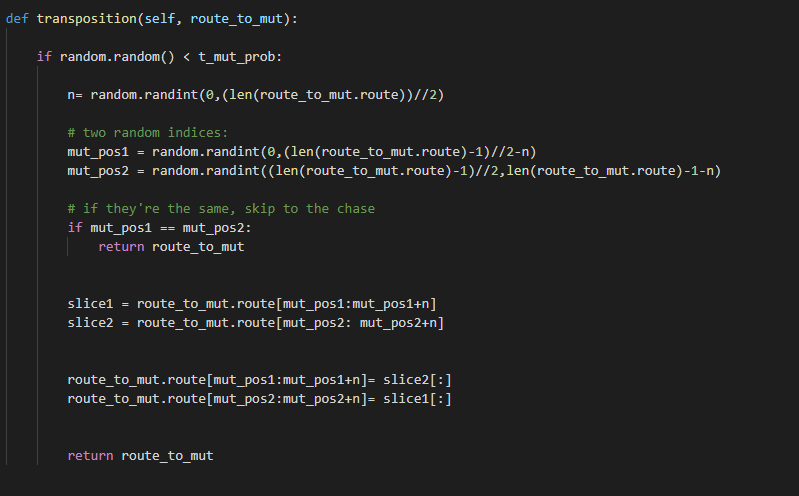 def transposition(self, route_to_mut):
if random.random() < t_mut_prob:
n= random.randint(0,(len(route_to_mut.route))//2)
# two random indices:
mut_pos1 = random.randint(0,(len(route_to_mut.route)-1)//2-n)
mut_pos2 = random.randint((len(route_to_mut.route)-1)//2,len(route_to_mut.route)-1-n)
# if they're the same, skip to the chase
if mut_pos1 == mut_pos2:
return route_to_mut
slice1 = route_to_mut.route[mut_pos1:mut_pos1+n]
slice2 = route_to_mut.route[mut_pos2: mut_pos2+n]
route_to_mut.route[mut_pos1:mut_pos1+n]= slice2[:]
route_to_mut.route[mut_pos2:mut_pos2+n]= slice1[:]
return route_to_mut